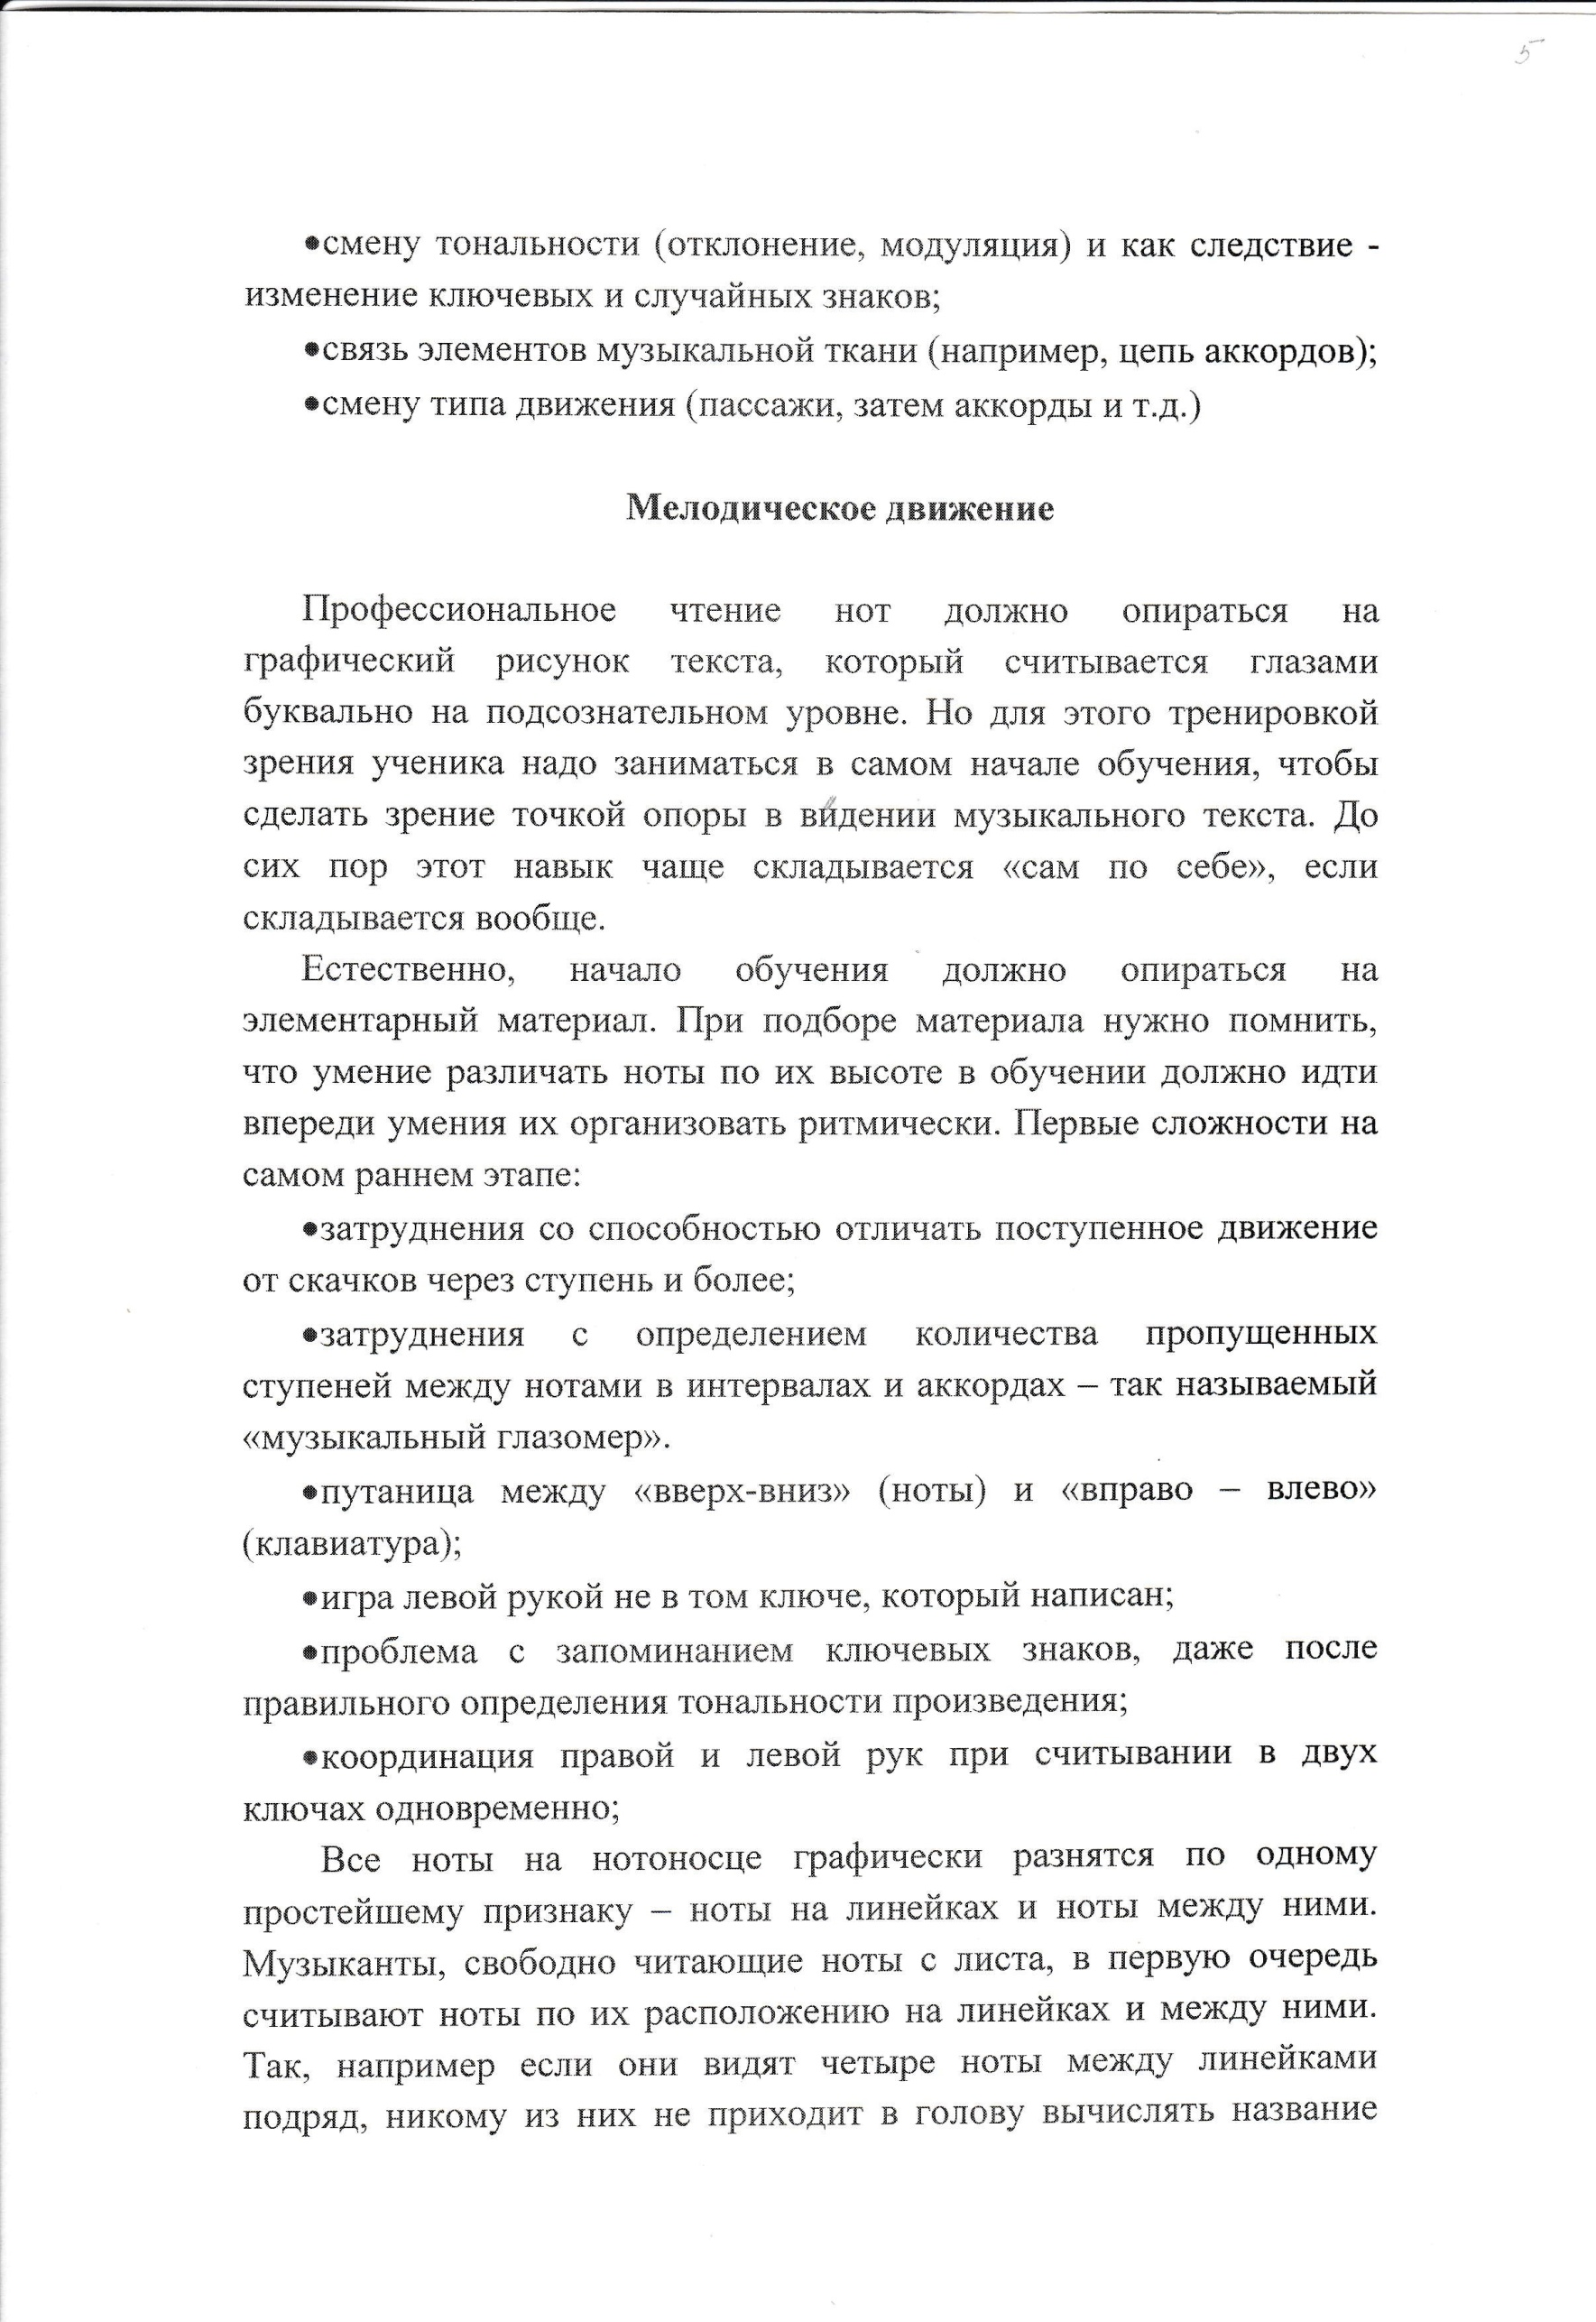 5
•смену тональности (отклонение, модуляция) и как следствие -
изменение ключевых и случайных знаков;
•связь элементов музыкальной ткани (например, цепь аккордов);
•смену типа движения (пассажи, затем аккорды и т.д.)
Мелодическое движение
Профессиональное чтение нот должно опираться на
графический рисунок текста, который считывается глазами
буквально на подсознательном уровне. Но для этого тренировкой
зрения ученика надо заниматься в самом начале обучения, чтобы
сделать зрение точкой опоры в видении музыкального текста. До
сих пор этот навык чаще складывается «сам по себе», если
складывается вообще.
Естественно, начало обучения должно опираться на
элементарный материал. При подборе материала нужно помнить,
что умение различать ноты по их высоте в обучении должно идти
впереди умения их организовать ритмически. Первые сложности на
самом раннем этапе:
•затруднения со способностью отличать поступенное движение
от скачков через ступень и более;
•затруднения с определением количества пропущенных
ступеней между нотами в интервалах и аккордах – так называемый
«музыкальный глазомер».
•путаница между «вверх-вниз» (ноты) и «вправо – влево»
(клавиатура);
•игра левой рукой не в том ключе, который написан;
•проблема с запоминанием ключевых знаков, даже после
правильного определения тональности произведения;
•координация правой и левой рук при считывании в двух
ключах одновременно;
Все ноты на нотоносце графически разнятся по одному
простейшему признаку – ноты на линейках и ноты между ними.
Музыканты, свободно читающие ноты с листа, в первую очередь
считывают ноты по их расположению на линейках и между ними.
Так, например если они видят четыре ноты между линейками
подряд, никому из них не приходит в голову вычислять название